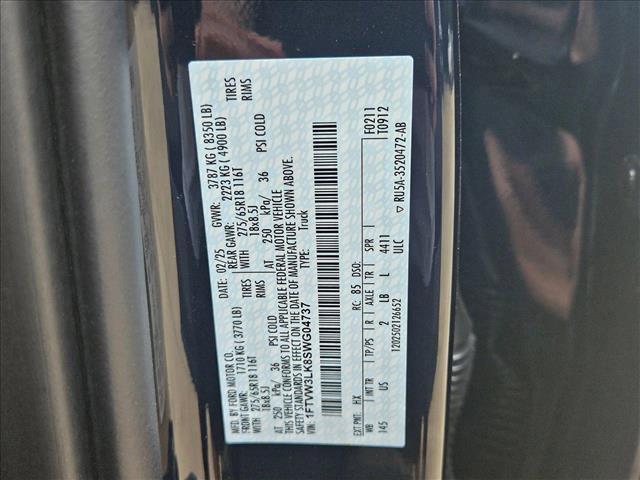 MFD. BY FORD MOTOR CO.
DATE: 02/25 GVWR: 3787 KG ( 8350 LB)
FRONT GAWR: 1710 KG ( 3770 LB) REAR GAWR: 2223 KG ( 4900 LB)
WITH 275/65R18 116T TIRES WITH 275/65R18 116T TIRES
18x8.5J RIMS 18x8.5J RIMS
AT 250 kPa/ 36 PSI COLD AT 250 kPa/ 36 PSI COLD
THIS VEHICLE CONFORMS TO ALL APPLICABLE FEDERAL MOTOR VEHICLE
SAFETY STANDARDS IN EFFECT ON THE DATE OF MANUFACTURE SHOWN ABOVE.
VIN: 1FTVW3LK8SWG04737 TYPE: Truck
EXT PNT: HX RC: 85 DSO: F0211
T0912
WB INT TR TP/PS R AXLE TR SPR
145 US 2 LB L 4411
1202502126652 ULC ▽ RU5A-3520472-AB